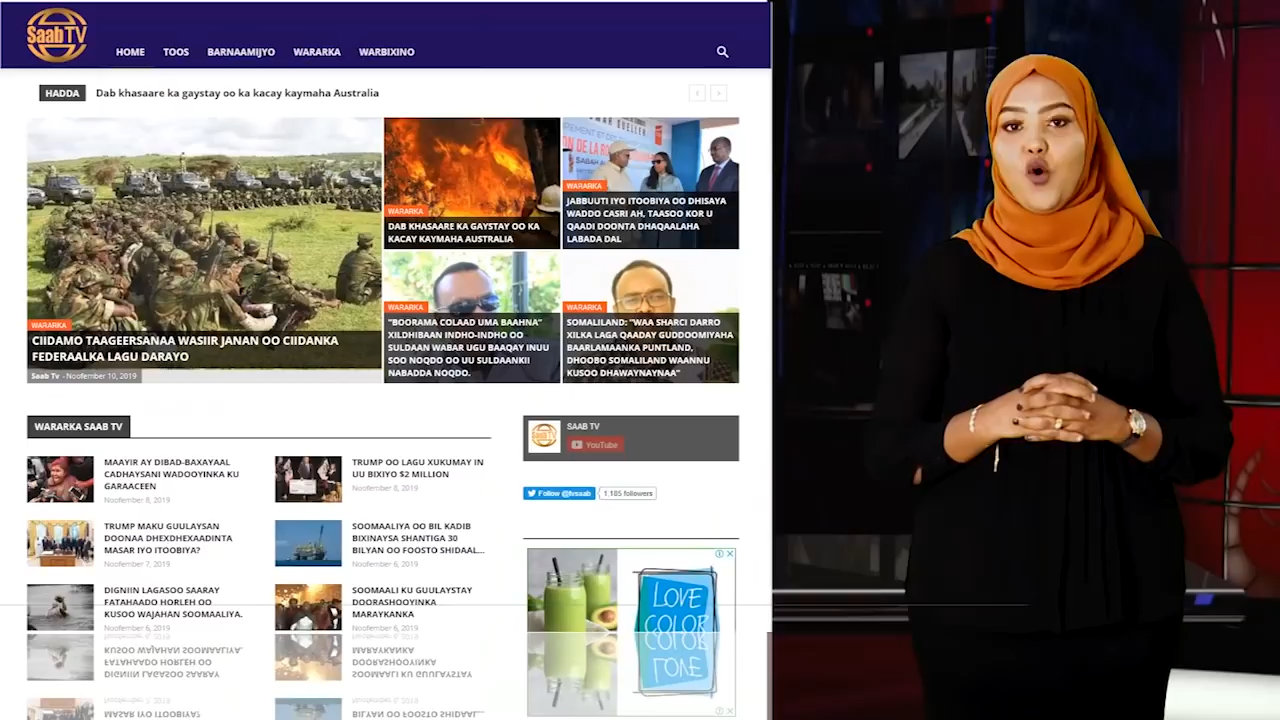 Saab TV
HOME TOOS BARNAAMIJYO WARARKA WARBIXINO
HADDA Dab khasaare ka gaystay oo ka kacay kaymaha Australia
WARARKA
CIIDAMO TAAGEERSANAA WASIIR JANAN OO CIIDANKA
FEDERAALKA LAGU DARAYO
Saab Tv - Noofember 10, 2019
WARARKA
DAB KHASAARE KA GAYSTAY OO KA
KACAY KAYMAHA AUSTRALIA
WARARKA
JABBUUTI IYO ITOOBIYA OO DHISAYA
WADDO CASRI AH, TAASOO KOR U
QAADI DOONTA DHAQAALAHA
LABADA DAL
WARARKA
"BOORAMA COLAAD UMA BAAHNA"
XILDHIBAAN INDHO-INDHO OO
SULDAAN WABAR UGU BAAQAY INUU
SOO NOQDO OO UU SULDAANKII
NABADDA NOQDO.
WARARKA
SOMALILAND: "WAA SHARCI DARRO
XILKA LAGA QAADAY GUDDOOMIYAHA
BAARLAMAANKA PUNTLAND,
DHOOBO SOMALILAND WAANNU
KUSOO DHAWAYNAYNAA"
WARARKA SAAB TV
MAAYIR AY DIBAD-BAXAYAAL
CADHAYSANI WADOOYINKA KU
GARAACEEN
Noofember 8, 2019
TRUMP MAKU GUULAYSAN
DOONAA DHEXDHEXAADINTA
MASAR IYO ITOOBIYA?
Noofember 7, 2019
DIGNIIN LAGASOO SAARAY
FATAHAADO HORLEH OO
KUSOO WAJAHAN SOOMAALIYA.
Noofember 6, 2019
TRUMP OO LAGU XUKUMAY IN
UU BIXIYO $2 MILLION
Noofember 8, 2019
SOOMAALIYA OO BIL KADIB
BIXINAYSA SHANTIGA 30
BILYAN OO FOOSTO SHIDAAL...
Noofember 6, 2019
SOOMAALI KU GUULAYSTAY
DOORASHOOYINKA
MARAYKANKA
SAAB TV
YouTube
Follow @tvsaab 1,185 followers
LOVE
COLOR